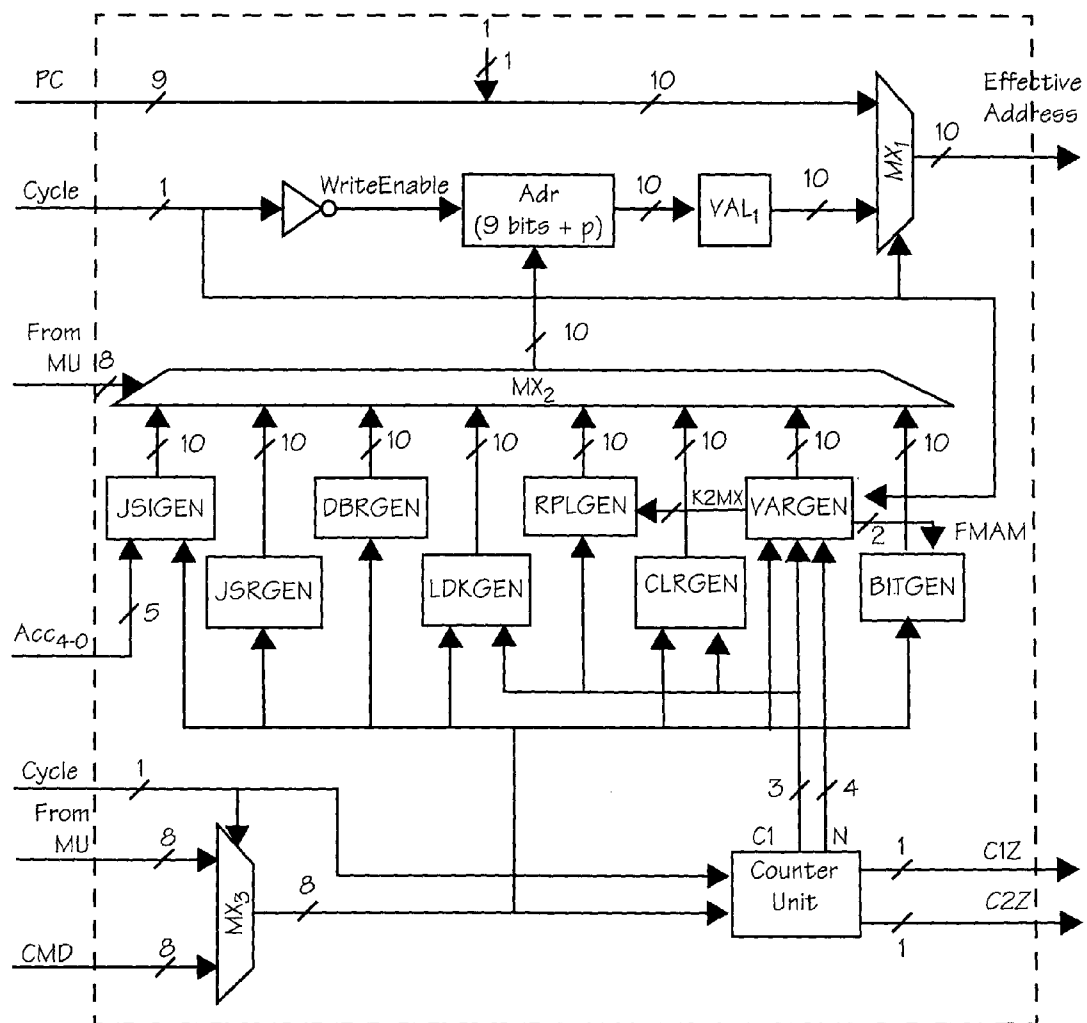 1
PC
9
1
10
Effective
Address
MX1
10
Cycle
1
WriteEnable
Adr
(9 bits + p)
10
VAL1
10
From
MU
8
10
MX2
10
10
10
10
10
10
10
10
JSIGEN
DBRGEN
RPLGEN
K2MX
VARGEN
2
FMAM
JSRGEN
LDKGEN
CLRGEN
BITGEN
5
Acc4-0
Cycle
1
From
MU
8
3
4
C1
N
MX3
8
Counter
Unit
1
C1Z
C2Z
1
CMD
8